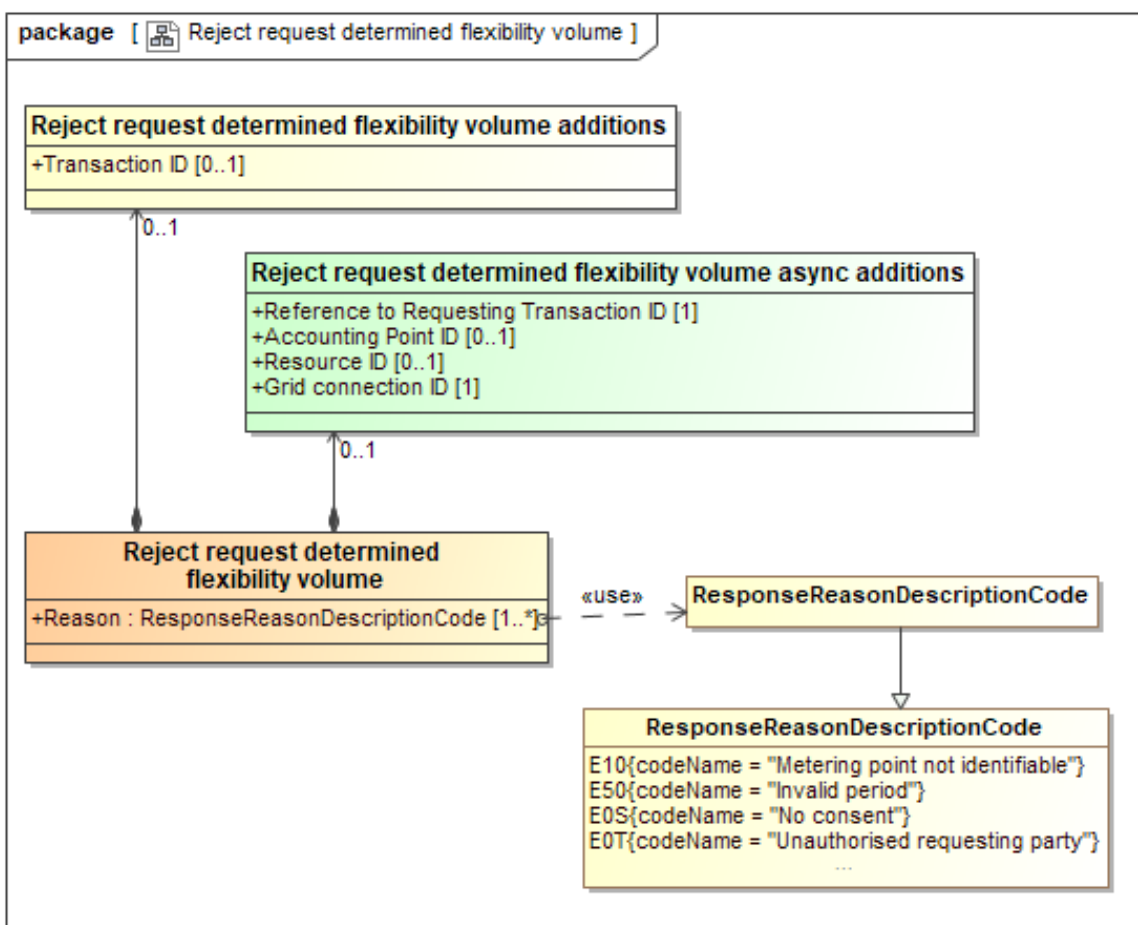 package [ Reject request determined flexibility volume ]
Reject request determined flexibility volume additions
+Transaction ID [0..1]
0..1
Reject request determined flexibility volume async additions
+Reference to Requesting Transaction ID [1]
+Accounting Point ID [0..1]
+Resource ID [0..1]
+Grid connection ID [1]
0..1
Reject request determined
flexibility volume
+Reason : ResponseReasonDescriptionCode [1..*]
«use»
ResponseReasonDescriptionCode
ResponseReasonDescriptionCode
E10{codeName = "Metering point not identifiable"}
E50{codeName = "Invalid period"}
E0S{codeName = "No consent"}
E0T{codeName = "Unauthorised requesting party"}
...